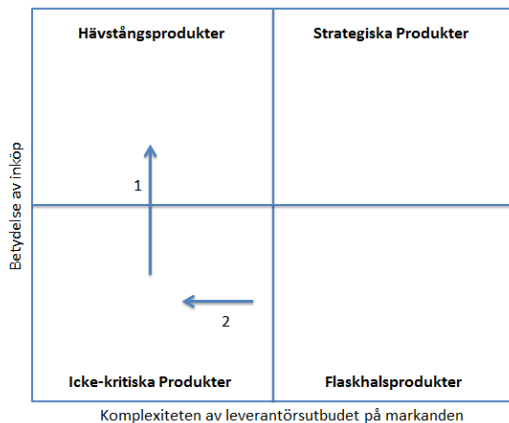 Hävstångsprodukter
Strategiska Produkter
Betydelse av inköp
1
2
Icke-kritiska Produkter
Flaskhalsprodukter
Komplexiteten av leverantörsutbudet på markanden